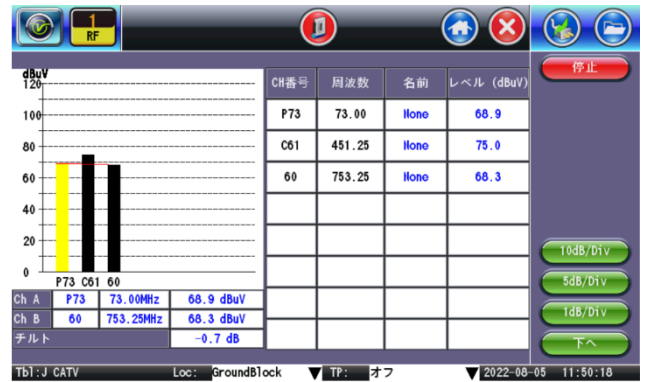 1
RF
dBuV
120
100
80
60
40
20
0
P73 C61 60
CH番号 周波数 名前 レベル (dBuV)
P73 73.00 None 68.9
C61 451.25 None 75.0
60 753.25 None 68.3
Ch A P73 73.00MHz 68.9 dBuV
Ch B 60 753.25MHz 68.3 dBuV
チルト -0.7 dB
停止
10dB/Div
5dB/Div
1dB/Div
下へ
Tbl:J CATV Loc: GroundBlock ▼ TP: オフ ▼ 2022-08-05 11:50:18